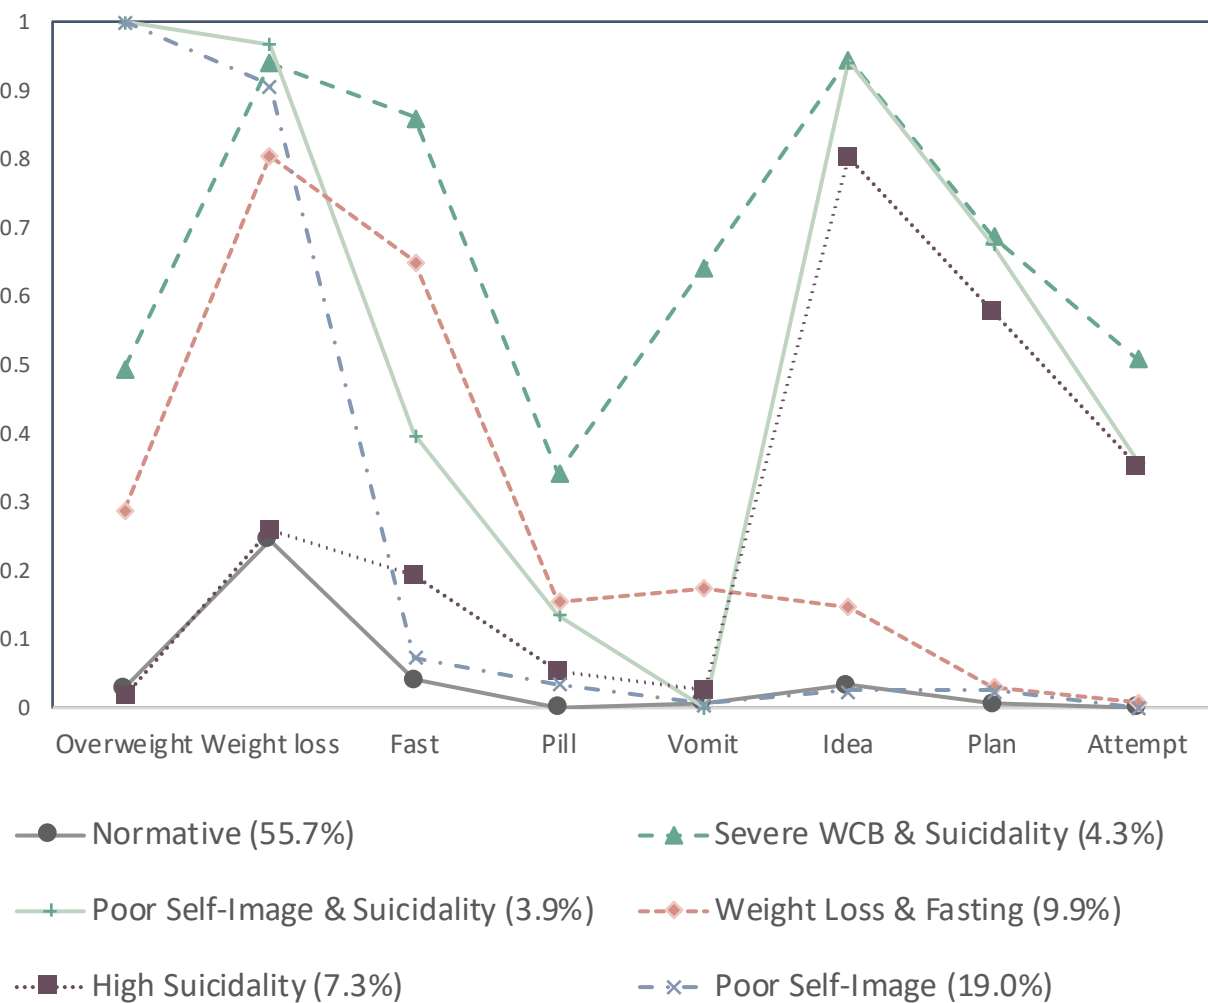 1
0.9
0.8
0.7
0.6
0.5
0.4
0.3
0.2
0.1
0
Overweight Weight loss Fast Pill Vomit Idea Plan Attempt
Normative (55.7%) Severe WCB & Suicidality (4.3%)
Poor Self-Image & Suicidality (3.9%) Weight Loss & Fasting (9.9%)
High Suicidality (7.3%) Poor Self-Image (19.0%)